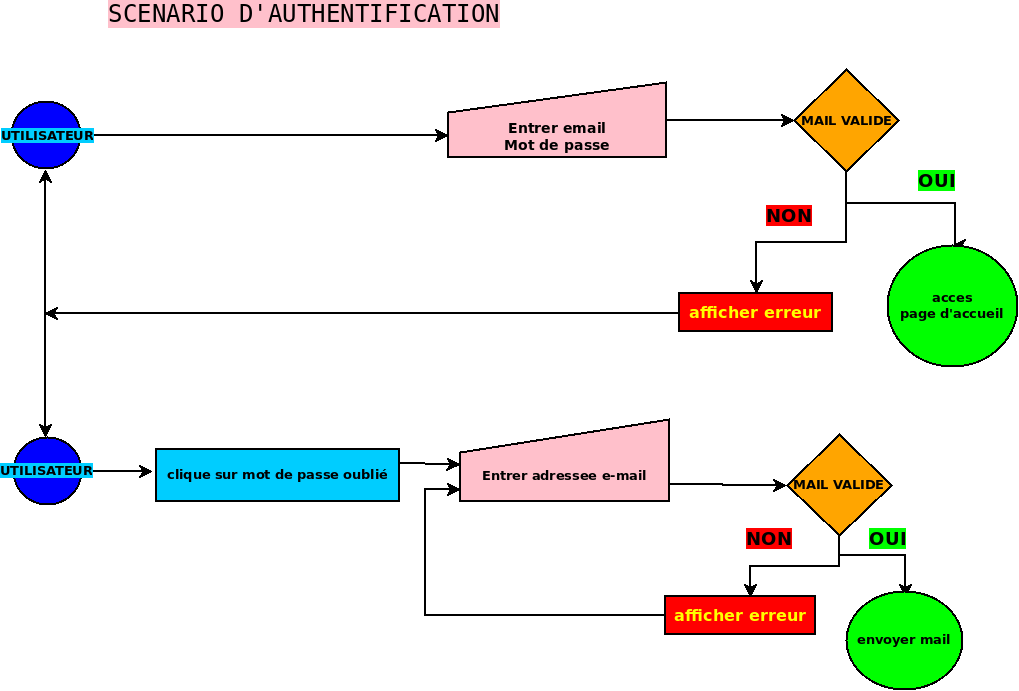 SCENARIO D'AUTHENTIFICATION
UTILISATEUR
Entrer email
Mot de passe
MAIL VALIDE
OUI
NON
acces
page d'accueil
afficher erreur
UTILISATEUR
clique sur mot de passe oublié
Entrer adressee e-mail
MAIL VALIDE
NON
OUI
afficher erreur
envoyer mail